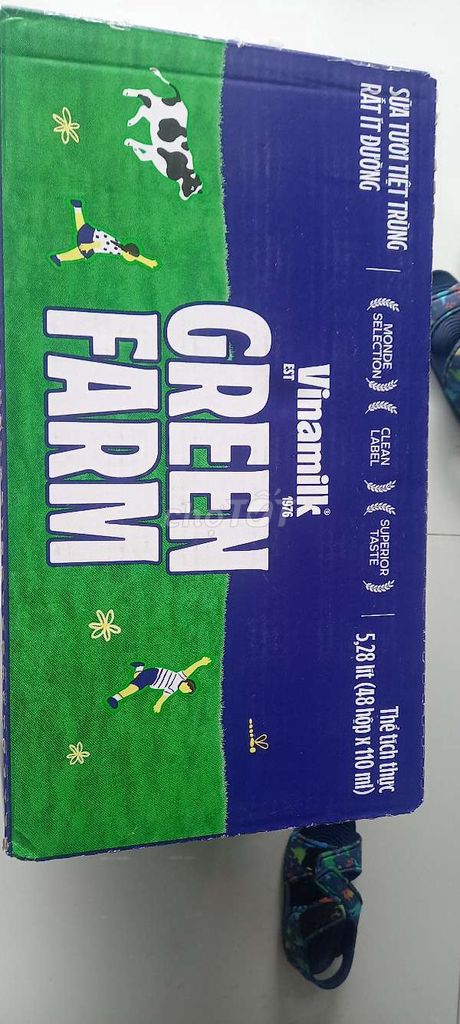 SỮA TƯƠI TIỆT TRÙNG
RẤT ÍT ĐƯỜNG
MONDE
SELECTION
CLEAN
LABEL
SUPERIOR
TASTE
Thể tích thực
5,28 lít (48 hộp x 110 ml)
Vinamilk®
EST 1976
GREEN
FARM
chợTỐT